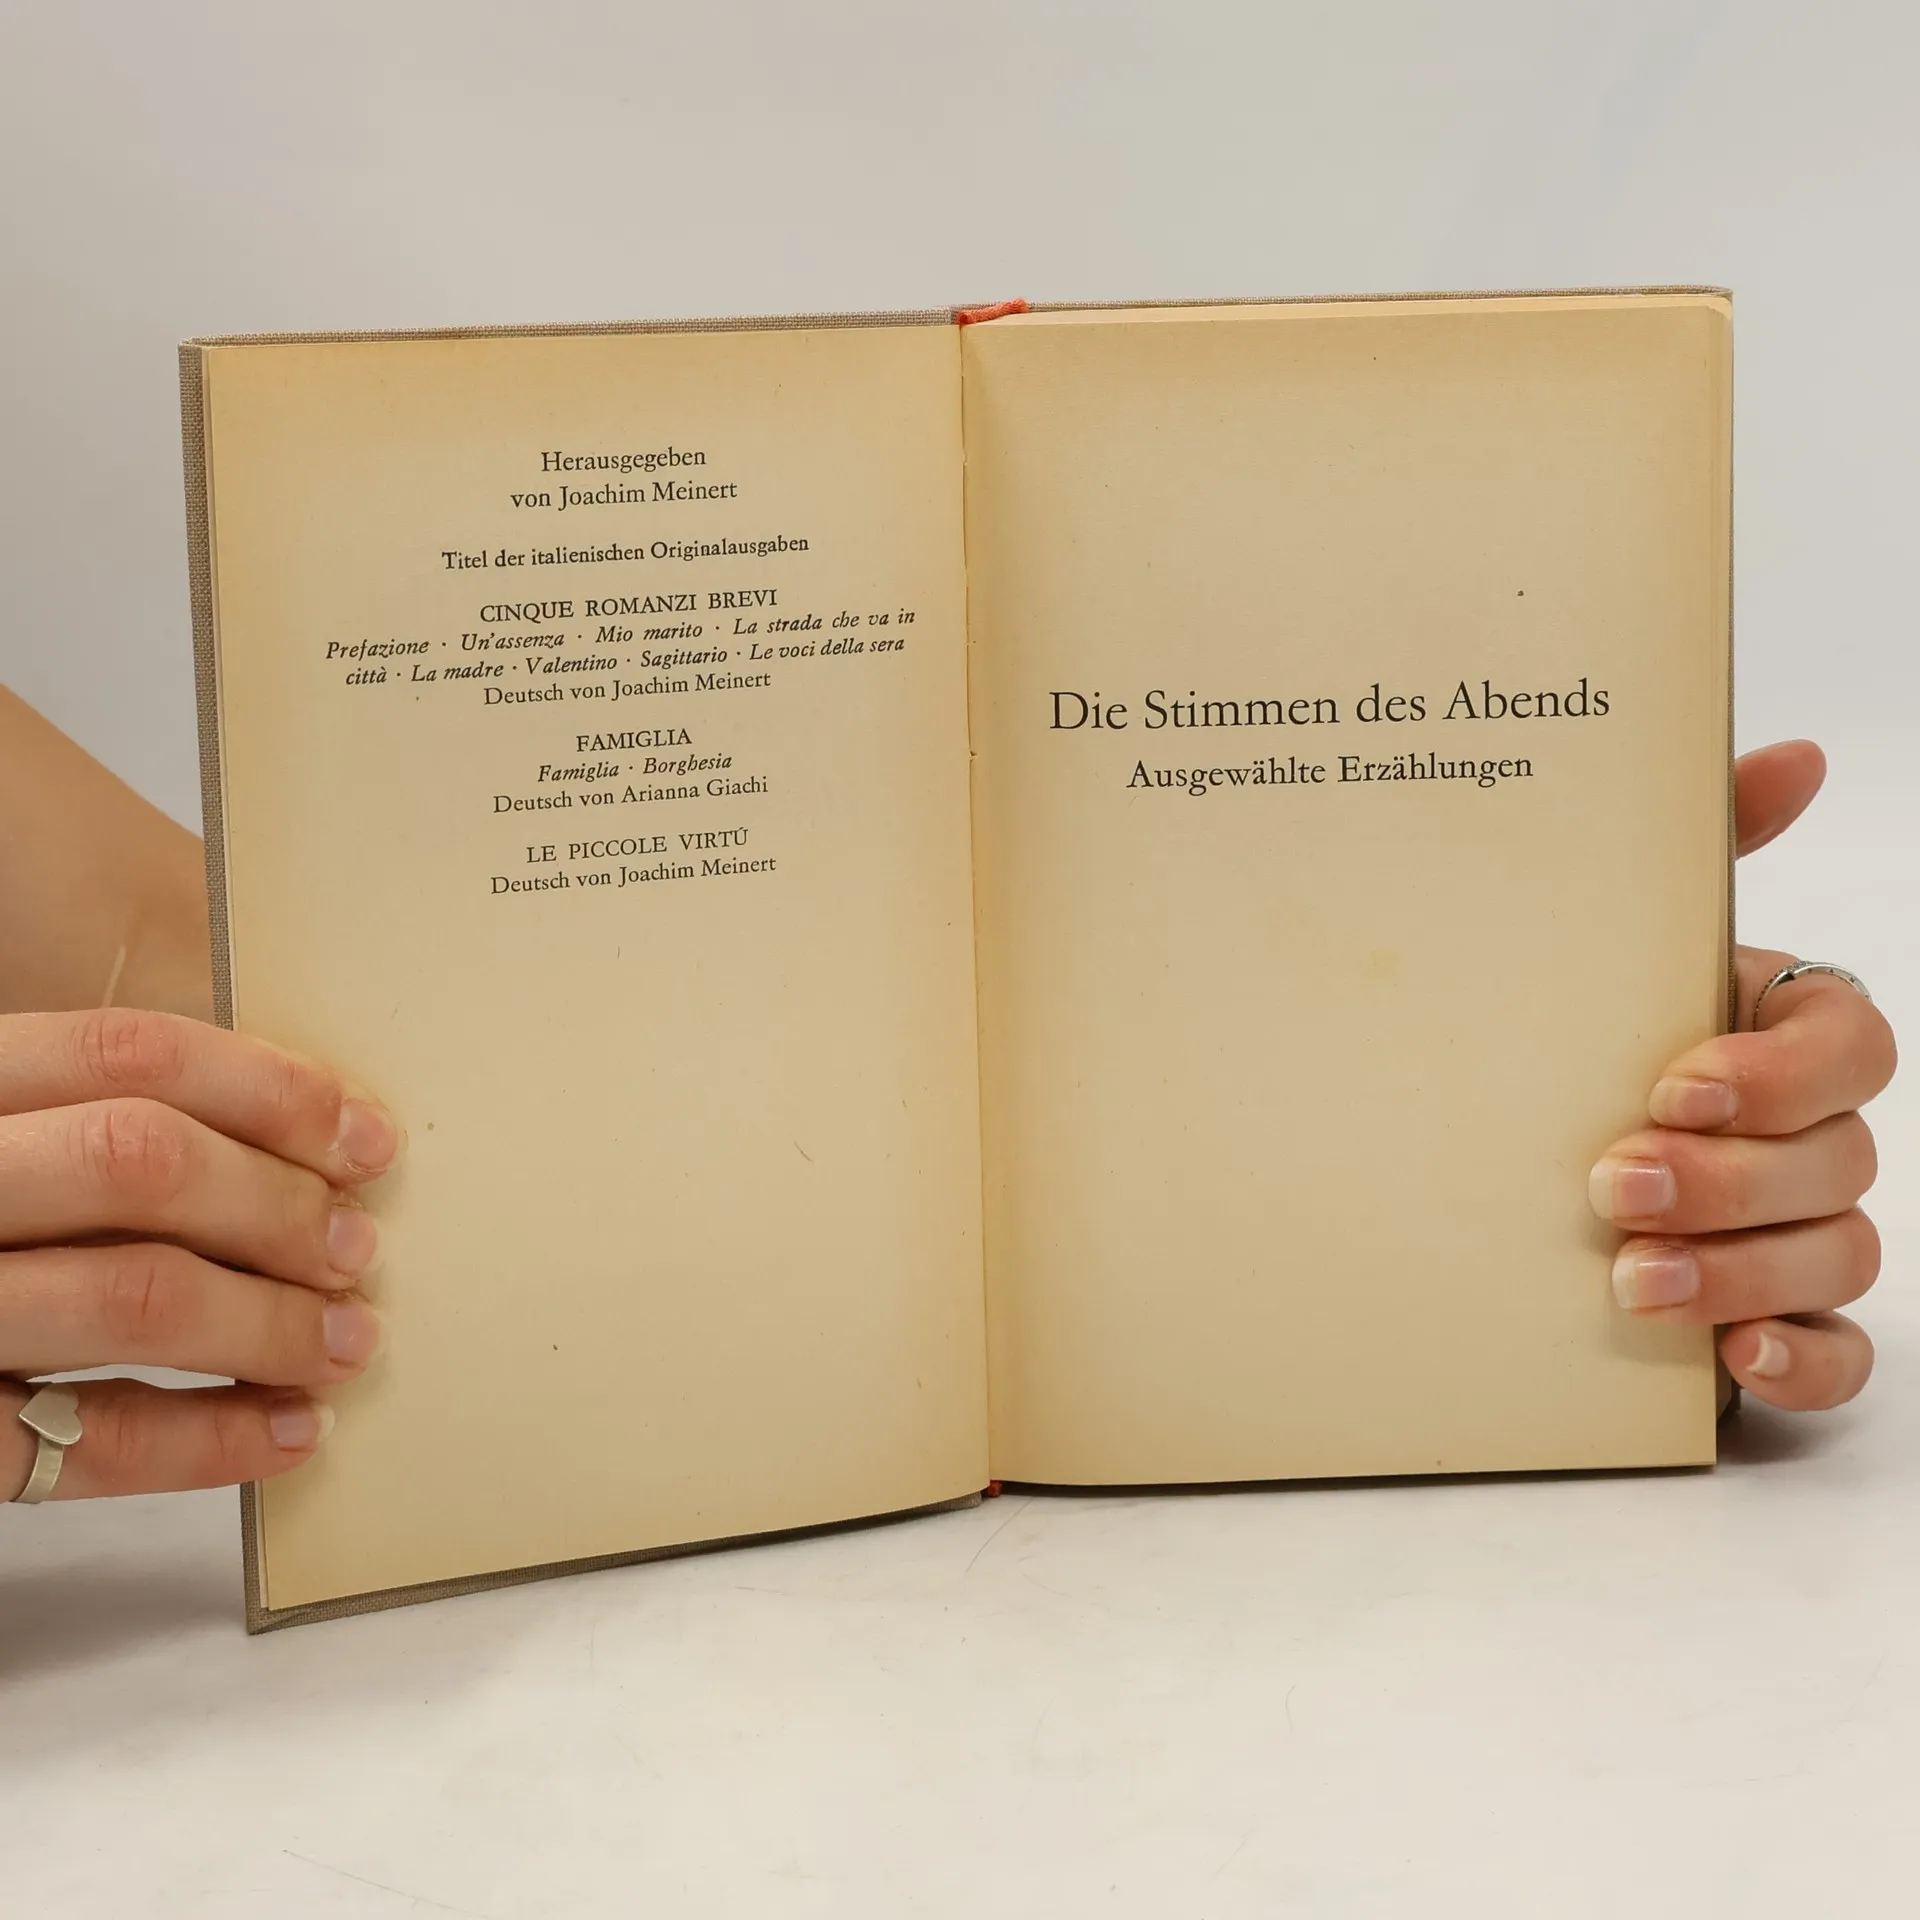 Herausgegeben
von Joachim Meinert
Titel der italienischen Originalausgaben
CINQUE ROMANZI BREVI
Prefazione · Un'assenza · Mio marito · La strada che va in
città · La madre · Valentino · Sagittario · Le voci della sera
Deutsch von Joachim Meinert
FAMIGLIA
Famiglia · Borghesia
Deutsch von Arianna Giachi
LE PICCOLE VIRTÚ
Deutsch von Joachim Meinert
Die Stimmen des Abends
Ausgewählte Erzählungen